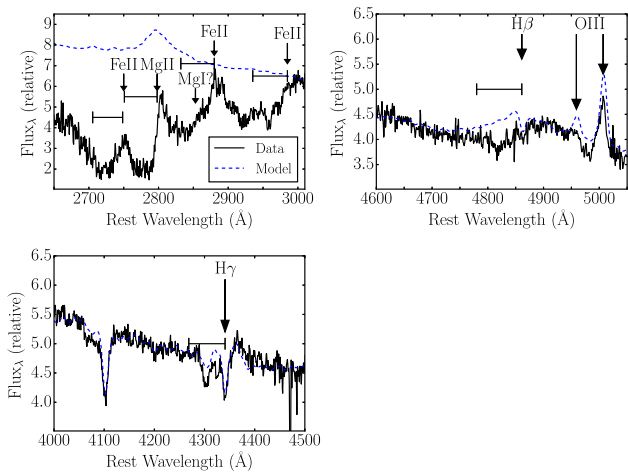 FeII
FeII
FeII MgII
MgI?
Data
Model
9
8
7
6
5
4
3
2
2700 2800 2900 3000
Rest Wavelength (Å)
Flux_λ (relative)
Hβ OIII
6.5
6.0
5.5
5.0
4.5
4.0
3.5
4600 4700 4800 4900 5000
Rest Wavelength (Å)
Flux_λ (relative)
Hγ
6.5
6.0
5.5
5.0
4.5
4.0
4000 4100 4200 4300 4400 4500
Rest Wavelength (Å)
Flux_λ (relative)